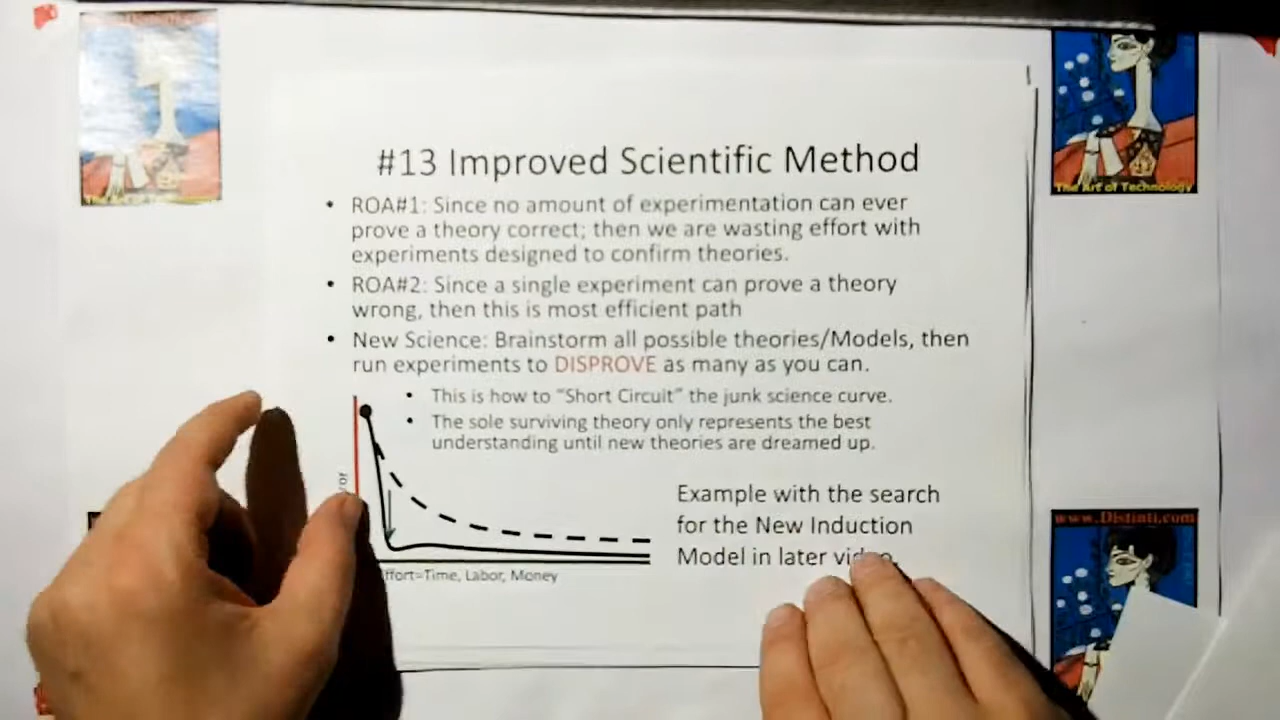 The Art of Technology
#13 Improved Scientific Method
• ROA#1: Since no amount of experimentation can ever
prove a theory correct; then we are wasting effort with
experiments designed to confirm theories.
• ROA#2: Since a single experiment can prove a theory
wrong, then this is most efficient path
• New Science: Brainstorm all possible theories/Models, then
run experiments to DISPROVE as many as you can.
• This is how to “Short Circuit” the junk science curve.
• The sole surviving theory only represents the best
understanding until new theories are dreamed up.
Example with the search
for the New Induction
Model in later
ffort=Time, Labor, Money
www.Distinti.com